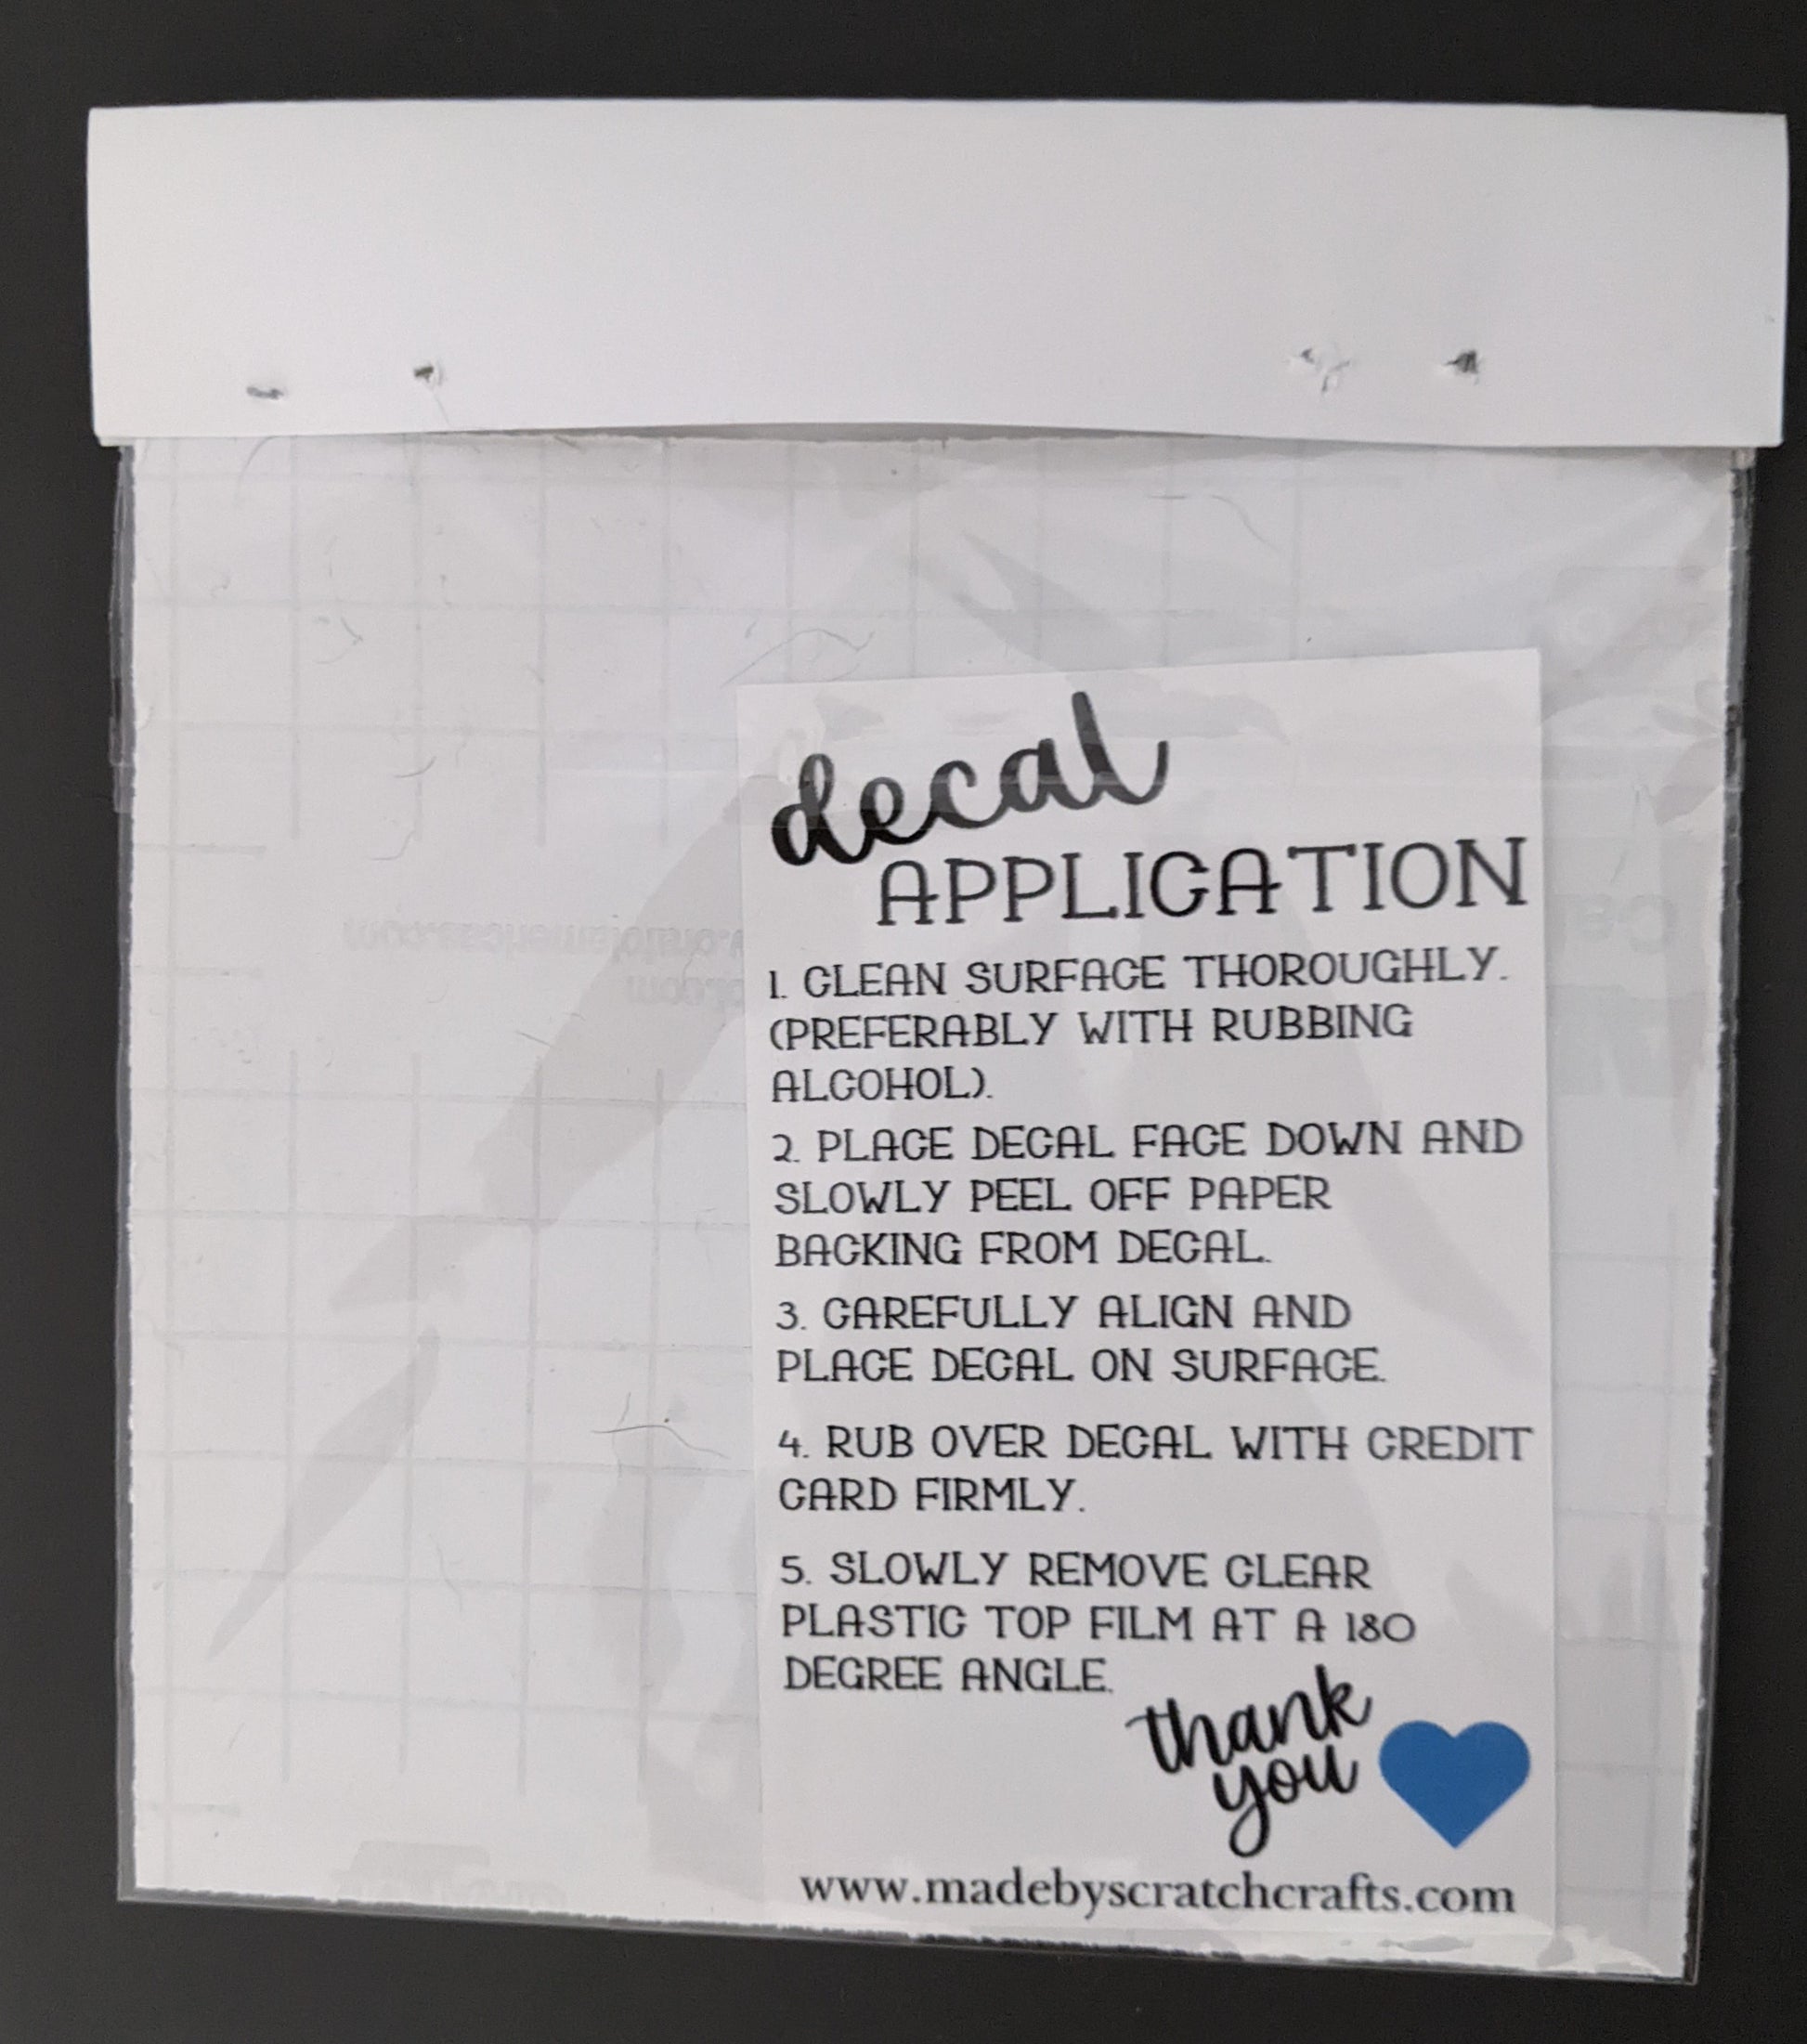 decal
APPLICATION
1. CLEAN SURFACE THOROUGHLY.
(PREFERABLY WITH RUBBING
ALCOHOL).
2. PLACE DECAL FACE DOWN AND
SLOWLY PEEL OFF PAPER
BACKING FROM DECAL.
3. CAREFULLY ALIGN AND
PLACE DECAL ON SURFACE.
4. RUB OVER DECAL WITH CREDIT
CARD FIRMLY.
5. SLOWLY REMOVE CLEAR
PLASTIC TOP FILM AT A 180
DEGREE ANGLE.
thank
you
www.madebyscratchcrafts.com